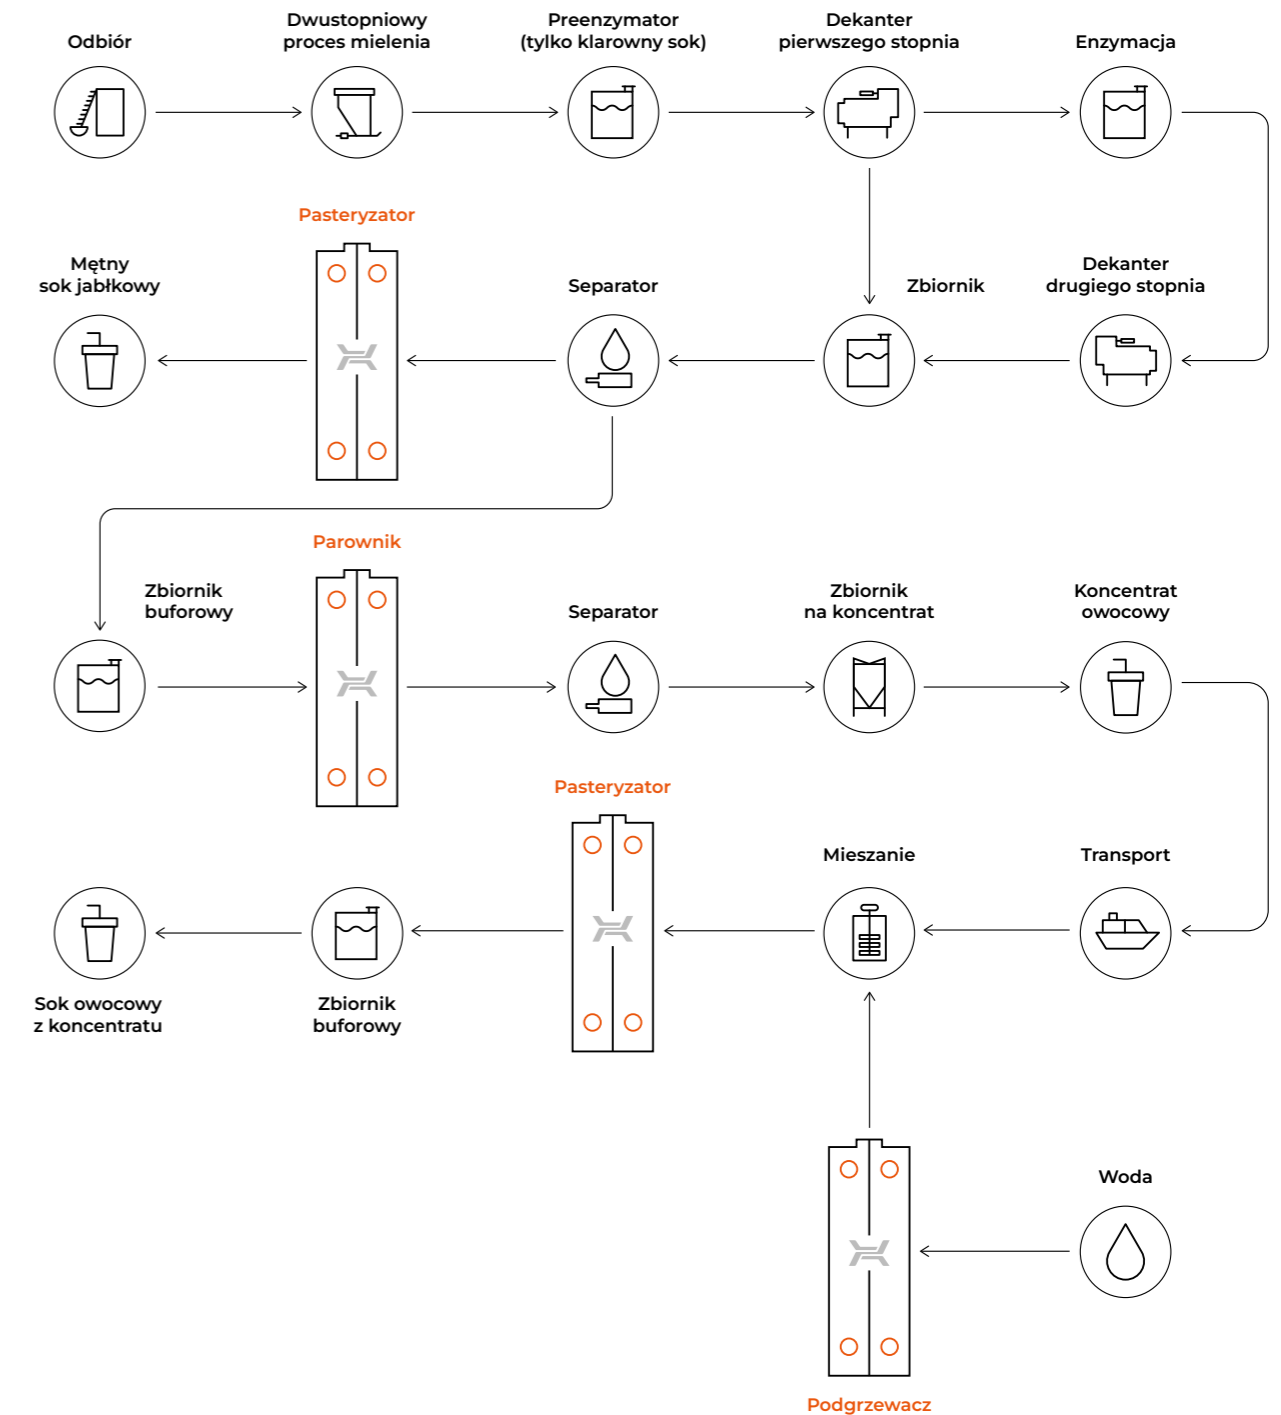 Odbiór
Dwustopniowy
proces mielenia
Preenzymator
(tylko klarowny sok)
Dekanter
pierwszego stopnia
Enzymacja
Pasteryzator
Mętny
sok jabłkowy
Separator
Zbiornik
Dekanter
drugiego stopnia
Parownik
Zbiornik
buforowy
Separator
Zbiornik
na koncentrat
Koncentrat
owocowy
Pasteryzator
Mieszanie
Transport
Sok owocowy
z koncentratu
Zbiornik
buforowy
Woda
Podgrzewacz